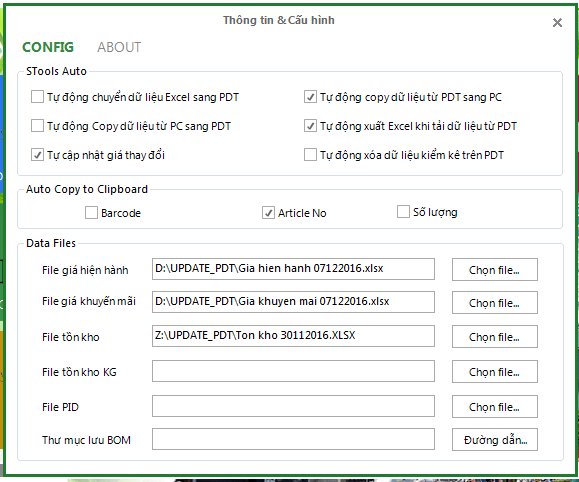 Thông tin & Cấu hình
CONFIG ABOUT
STools Auto
Tự động chuyển dữ liệu Excel sang PDT
Tự động copy dữ liệu từ PDT sang PC
Tự động Copy dữ liệu từ PC sang PDT
Tự động xuất Excel khi tải dữ liệu từ PDT
Tự cập nhật giá thay đổi
Tự động xóa dữ liệu kiểm kê trên PDT
Auto Copy to Clipboard
Barcode
Article No
Số lượng
Data Files
File giá hiện hành D:\UPDATE_PDT\Gia hien hanh 07122016.xlsx Chọn file...
File giá khuyến mãi D:\UPDATE_PDT\Gia khuyen mai 07122016.xlsx Chọn file...
File tồn kho Z:\UPDATE_PDT\Ton kho 30112016.XLSX Chọn file...
File tồn kho KG Chọn file...
File PID Chọn file...
Thư mục lưu BOM Đường dẫn...